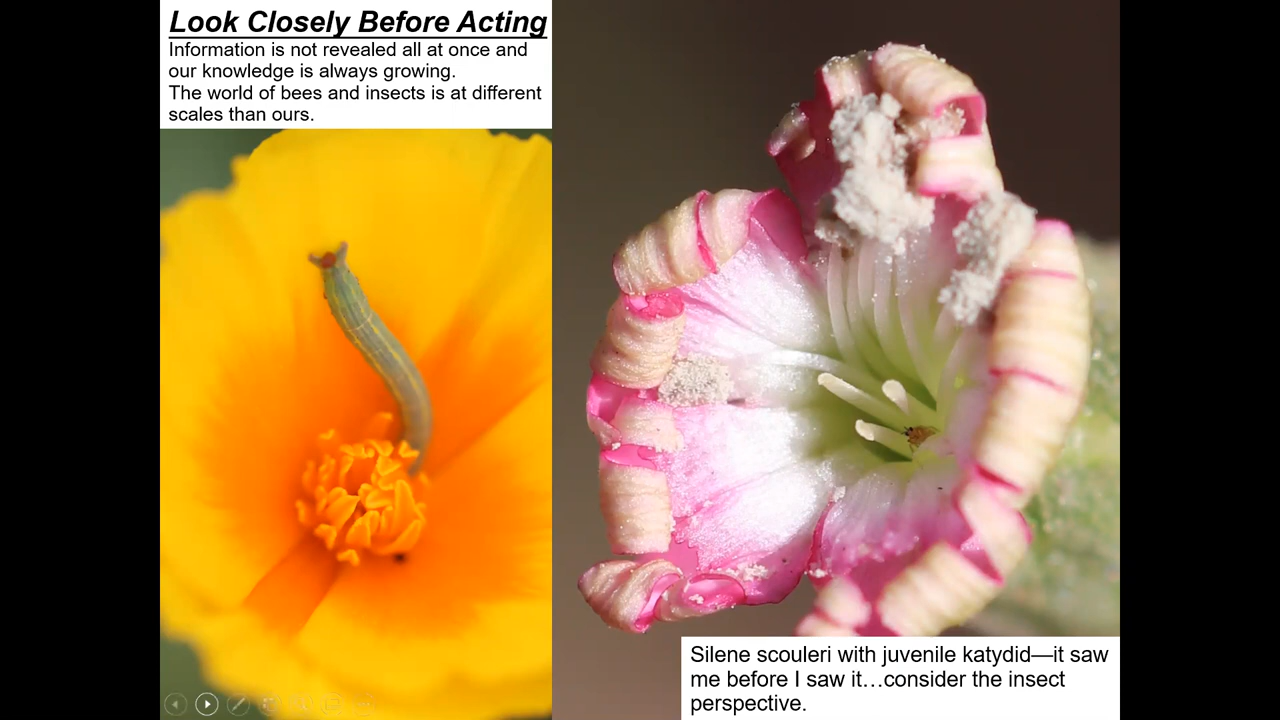 Look Closely Before Acting
Information is not revealed all at once and
our knowledge is always growing.
The world of bees and insects is at different
scales than ours.
Silene scouleri with juvenile katydid—it saw
me before I saw it…consider the insect
perspective.